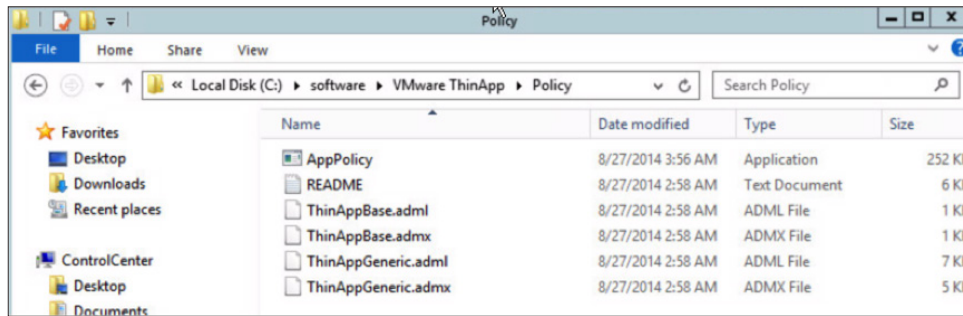 Policy
File Home Share View
« Local Disk (C:) ▸ software ▸ VMware ThinApp ▸ Policy Search Policy
Favorites
Desktop
Downloads
Recent places
ControlCenter
Desktop
Documents
Name Date modified Type Size
AppPolicy 8/27/2014 3:56 AM Application 252 K
README 8/27/2014 2:58 AM Text Document 6 K
ThinAppBase.adml 8/27/2014 2:58 AM ADML File 1 K
ThinAppBase.admx 8/27/2014 2:58 AM ADMX File 1 K
ThinAppGeneric.adml 8/27/2014 2:58 AM ADML File 7 K
ThinAppGeneric.admx 8/27/2014 2:58 AM ADMX File 5 K